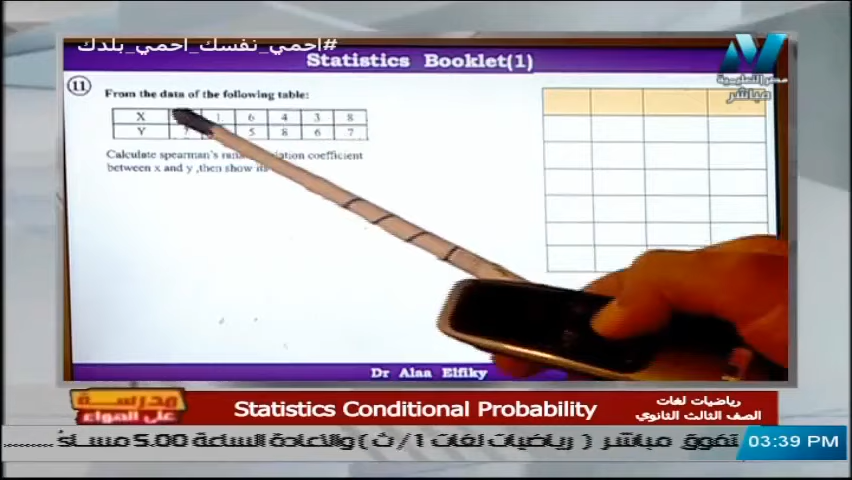 #احمي_نفسك_احمي_بلدك
Statistics Booklet(1)
مصر التعليمية
مباشر
11 From the data of the following table:
X 1 6 4 3 8
Y 5 8 6 7
Calculate spearman's coefficient
between x and y ,then show
Dr Alaa Elfiky
مدرسة
على الهواء
Statistics Conditional Probability
رياضيات لغات
الصف الثالث الثانوي
تفوق مباشر ( رياضيات لغات 1 / ث ) والاعادة الساعة 5.00 مساءً
03:39 PM